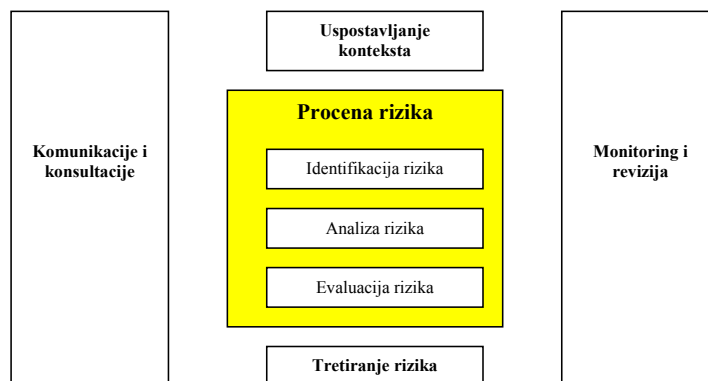 Uspostavljanje
konteksta
Procena rizika
Komunikacije i
konsultacije
Identifikacija rizika
Analiza rizika
Evaluacija rizika
Monitoring i
revizija
Tretiranje rizika